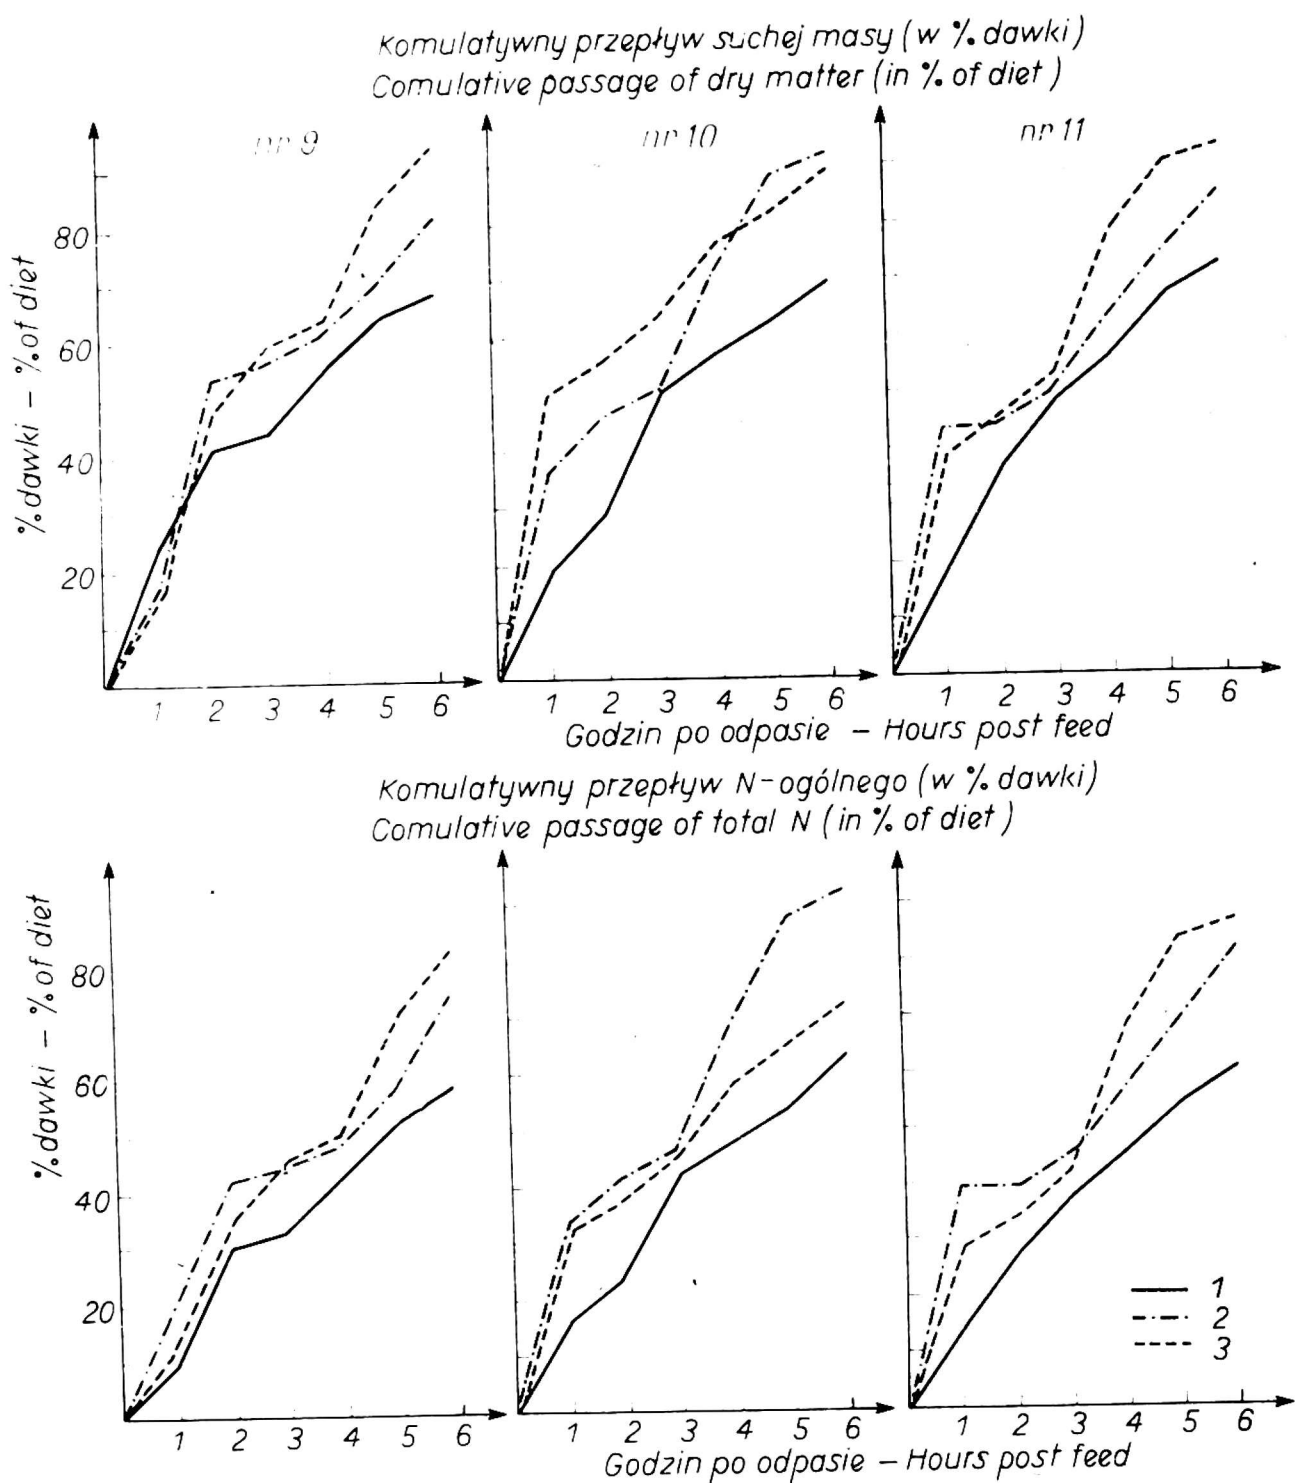 Komulatywny przepływ suchej masy (w % dawki)
Comulative passage of dry matter (in % of diet)
nr 9
nr 10
nr 11
% dawki – % of diet
80
60
40
20
1 2 3 4 5 6
1 2 3 4 5 6
1 2 3 4 5 6
Godzin po odpasie – Hours post feed
Komulatywny przepływ N-ogólnego (w % dawki)
Comulative passage of total N (in % of diet)
% dawki – % of diet
80
60
40
20
1
2
3
1 2 3 4 5 6
1 2 3 4 5 6
1 2 3 4 5 6
Godzin po odpasie – Hours post feed